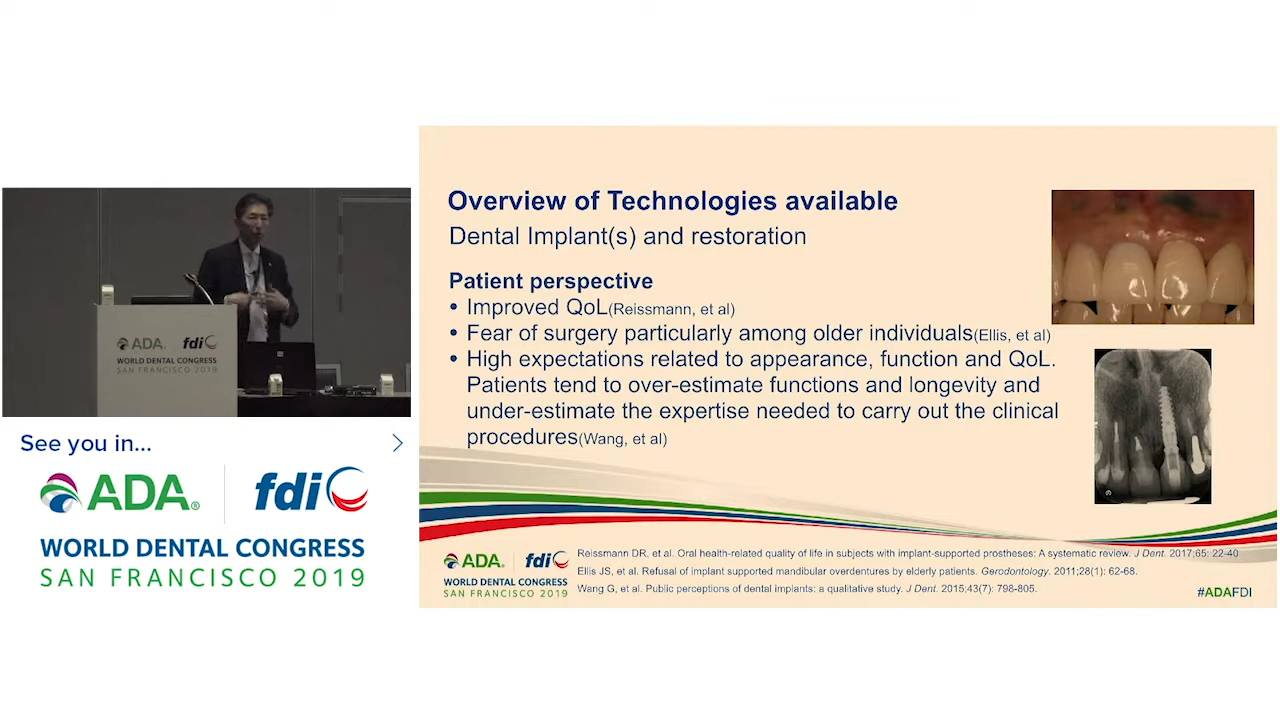 ADA. fdi
WORLD DENTAL CONGRESS
SAN FRANCISCO 2019
See you in...
ADA® fdi
WORLD DENTAL CONGRESS
SAN FRANCISCO 2019
Overview of Technologies available
Dental Implant(s) and restoration
Patient perspective
• Improved QoL(Reissmann, et al)
• Fear of surgery particularly among older individuals(Ellis, et al)
• High expectations related to appearance, function and QoL.
Patients tend to over-estimate functions and longevity and
under-estimate the expertise needed to carry out the clinical
procedures(Wang, et al)
ADA. fdi
WORLD DENTAL CONGRESS
SAN FRANCISCO 2019
Reissmann DR, et al. Oral health-related quality of life in subjects with implant-supported prostheses: A systematic review. J Dent. 2017;65: 22-40
Ellis JS, et al. Refusal of implant supported mandibular overdentures by elderly patients. Gerodontology. 2011;28(1): 62-68.
Wang G, et al. Public perceptions of dental implants: a qualitative study. J Dent. 2015;43(7): 798-805.
#ADAFDI